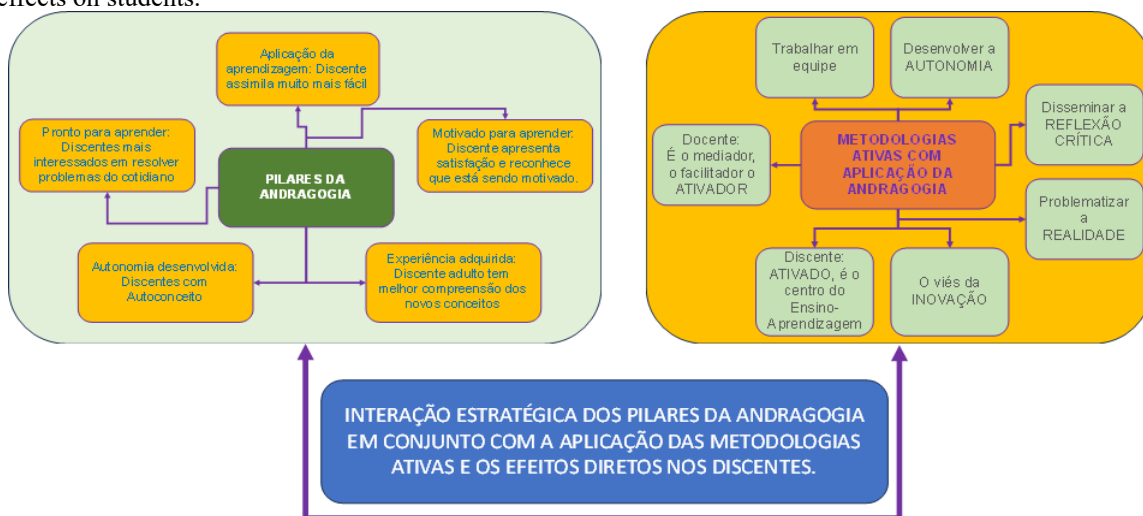 effects on students.
Aplicação da
aprendizagem: Discente
assimila muito mais fácil
Pronto para aprender:
Discentes mais
interessados em resolver
problemas do cotidiano
Motivado para aprender:
Discente apresenta
satisfação e reconhece
que está sendo motivado.
PILARES DA
ANDRAGOGIA
Autonomia desenvolvida:
Discentes com
Autoconceito
Experiência adquirida:
Discente adulto tem
melhor compreensão dos
novos conceitos
Trabalhar em
equipe
Desenvolver a
AUTONOMIA
Disseminar a
REFLEXÃO
CRÍTICA
Docente:
É o mediador,
o facilitador o
ATIVADOR
METODOLOGIAS
ATIVAS COM
APLICAÇÃO DA
ANDRAGOGIA
Problematizar
a
REALIDADE
Discente:
ATIVADO, é o
centro do
Ensino-
Aprendizagem
O viés da
INOVAÇÃO
INTERAÇÃO ESTRATÉGICA DOS PILARES DA ANDRAGOGIA
EM CONJUNTO COM A APLICAÇÃO DAS METODOLOGIAS
ATIVAS E OS EFEITOS DIRETOS NOS DISCENTES.